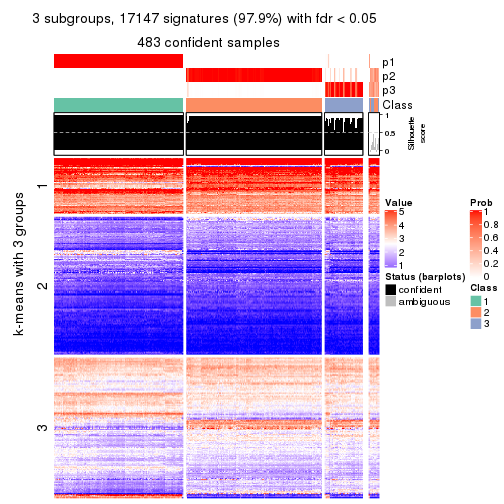 3 subgroups, 17147 signatures (97.9%) with fdr < 0.05
483 confident samples
p1
p2
p3
Class
1
0.5
0
Silhouette
score
k-means with 3 groups
1
2
3
Value
5
4
3
2
1
Status (barplots)
confident
ambiguous
Prob
1
0.8
0.6
0.4
0.2
0
Class
1
2
3